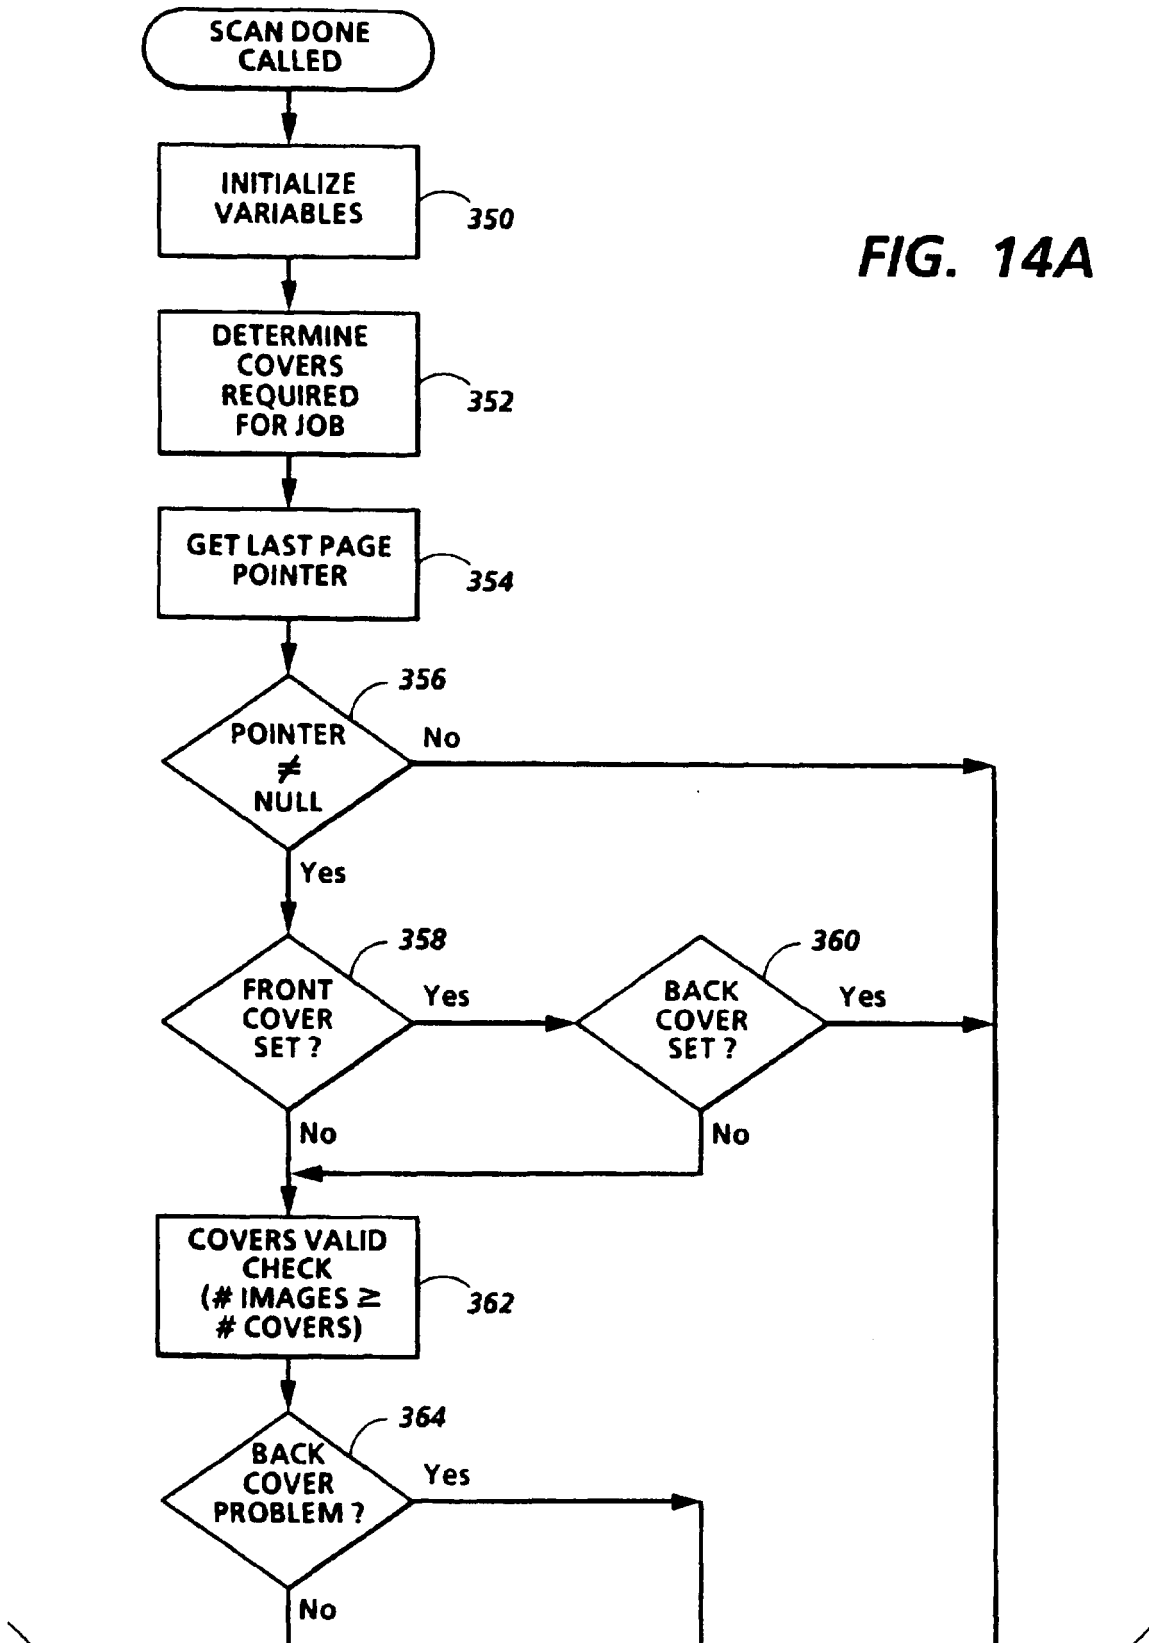 SCAN DONE
CALLED
INITIALIZE
VARIABLES
350
FIG. 14A
DETERMINE
COVERS
REQUIRED
FOR JOB
352
GET LAST PAGE
POINTER
354
356
POINTER
≠
NULL
No
Yes
358
FRONT
COVER
SET ?
Yes
No
360
BACK
COVER
SET ?
Yes
No
COVERS VALID
CHECK
(# IMAGES ≥
# COVERS)
362
364
BACK
COVER
PROBLEM ?
Yes
No